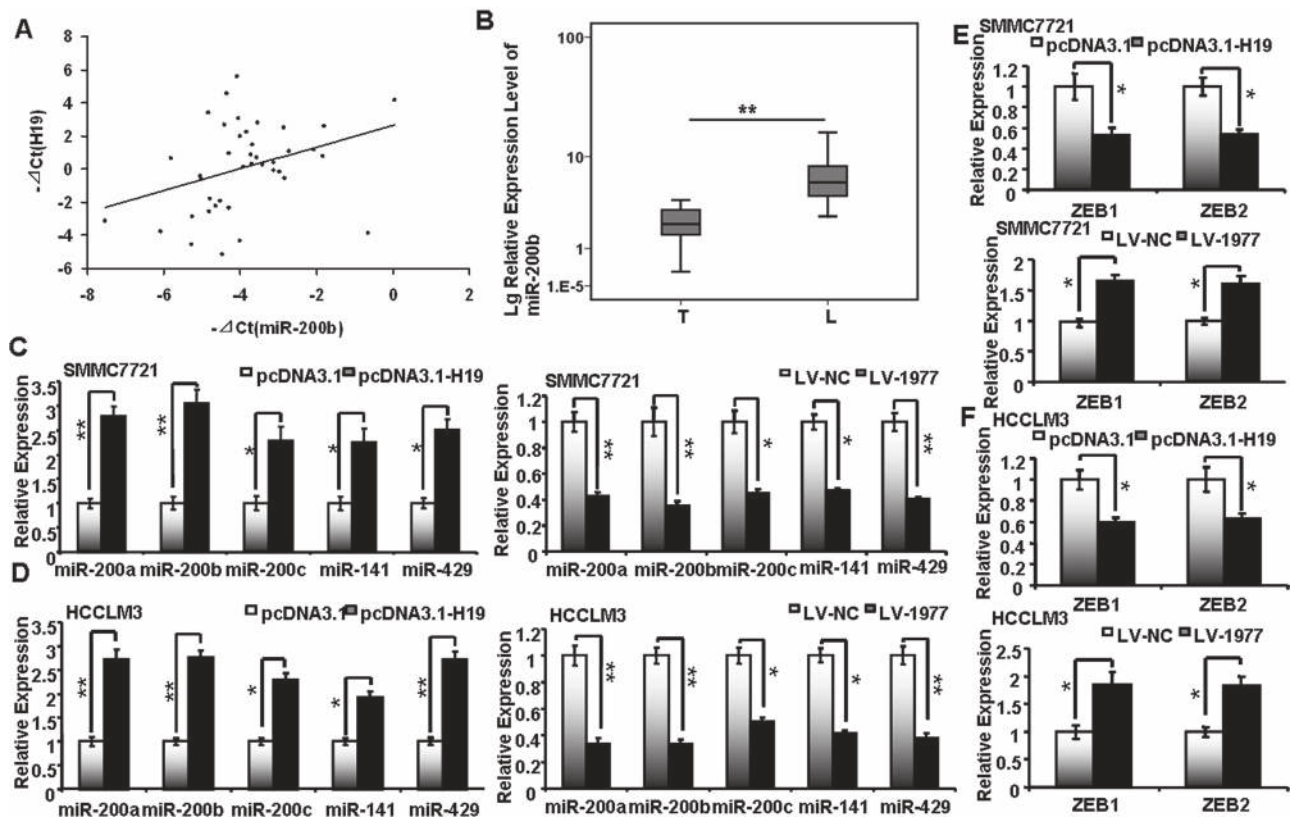 A
8
6
4
2
0
-2
-4
-6
-⊿Ct(H19)
-8
-6
-4
-2
0
2
-⊿Ct(miR-200b)
B
Lg Relative Expression Level of
miR-200b
100
10
1
1.E-5
**
T
L
C
SMMC7721
pcDNA3.1 pcDNA3.1-H19
Relative Expression
3.5
3
2.5
2
1.5
1
0.5
0
**
**
*
*
*
miR-200a miR-200b miR-200c miR-141 miR-429
SMMC7721
LV-NC LV-1977
Relative Expression
1.2
1
0.8
0.6
0.4
0.2
0
**
**
*
*
**
miR-200a miR-200b miR-200c miR-141 miR-429
D
HCCLM3
pcDNA3.1 pcDNA3.1-H19
Relative Expression
3.5
3
2.5
2
1.5
1
0.5
0
**
**
*
*
**
miR-200a miR-200b miR-200c miR-141 miR-429
HCCLM3
LV-NC LV-1977
Relative Expression
1.2
1
0.8
0.6
0.4
0.2
0
**
**
*
*
**
miR-200a miR-200b miR-200c miR-141 miR-429
E
SMMC7721
pcDNA3.1 pcDNA3.1-H19
Relative Expression
1.2
1
0.8
0.6
0.4
0.2
0
*
*
ZEB1 ZEB2
SMMC7721
LV-NC LV-1977
Relative Expression
2
1.5
1
0.5
0
*
*
ZEB1 ZEB2
F
HCCLM3
pcDNA3.1 pcDNA3.1-H19
Relative Expression
1.2
1
0.8
0.6
0.4
0.2
0
*
*
ZEB1 ZEB2
HCCLM3
LV-NC LV-1977
Relative Expression
2.5
2
1.5
1
0.5
0
*
*
ZEB1 ZEB2